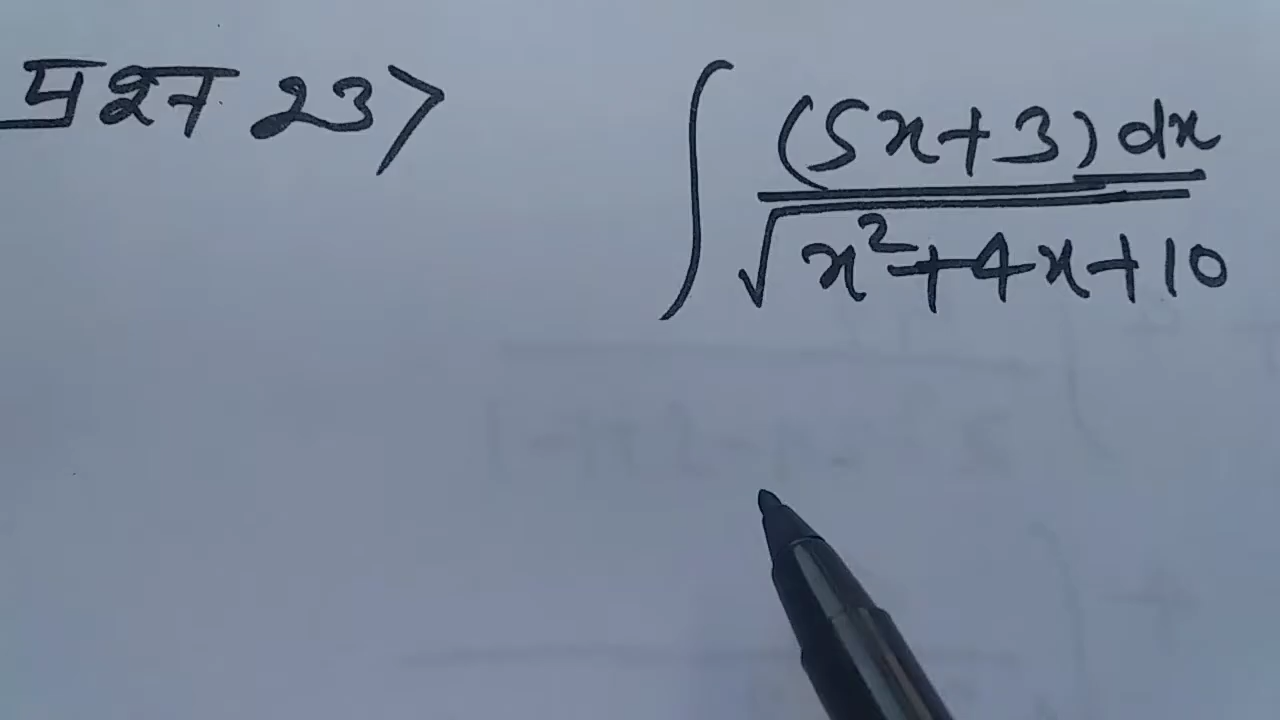 प्रश्न 23>
∫ (5x+3) dx
√x²+4x+10